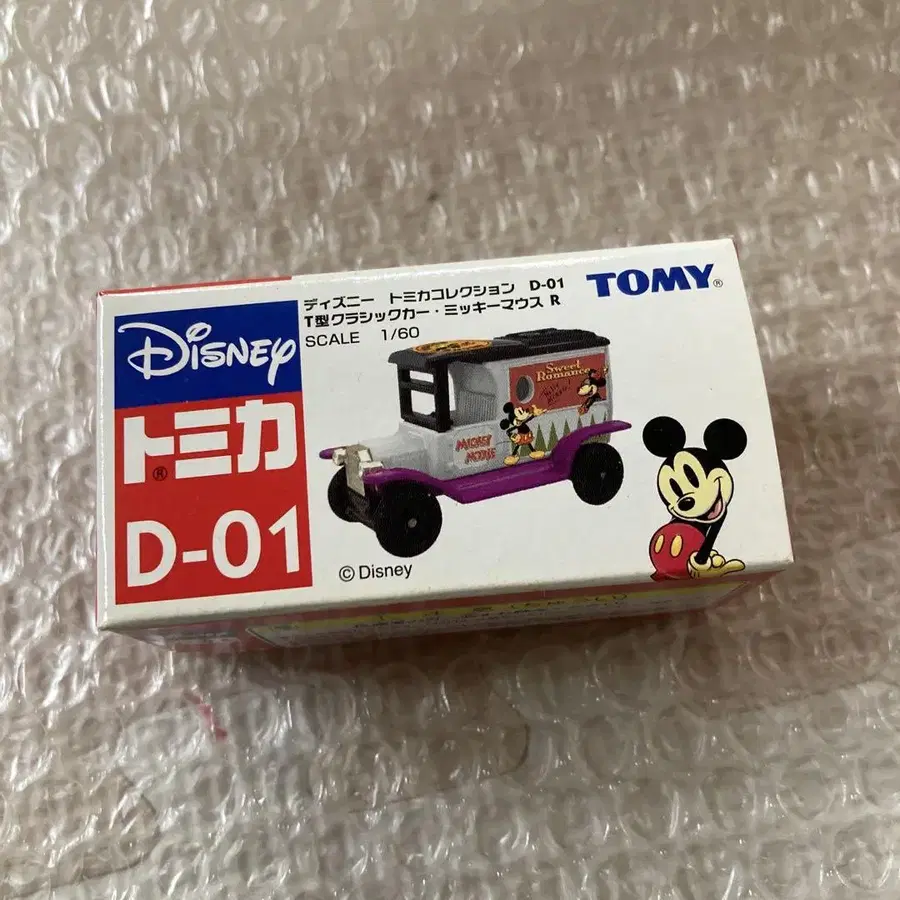 ディズニー トミカコレクション D-01
T型クラシックカー・ミッキーマウス R
SCALE 1/60
TOMY®
DISNEY
トミカ®
D-01
Sweet
Romance
MICKEY
MOUSE
© Disney